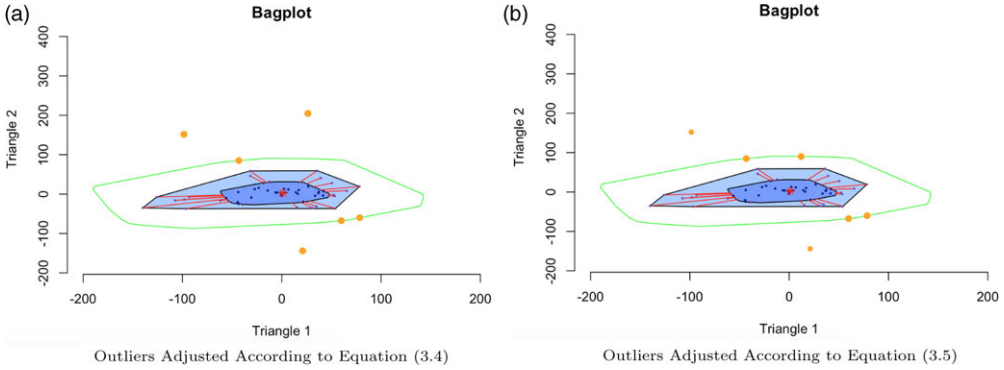 (a)
Bagplot
Triangle 2
400
300
200
100
0
-100
-200
-200 -100 0 100 200
Triangle 1
Outliers Adjusted According to Equation (3.4)
(b)
Bagplot
Triangle 2
400
300
200
100
0
-100
-200
-200 -100 0 100 200
Triangle 1
Outliers Adjusted According to Equation (3.5)